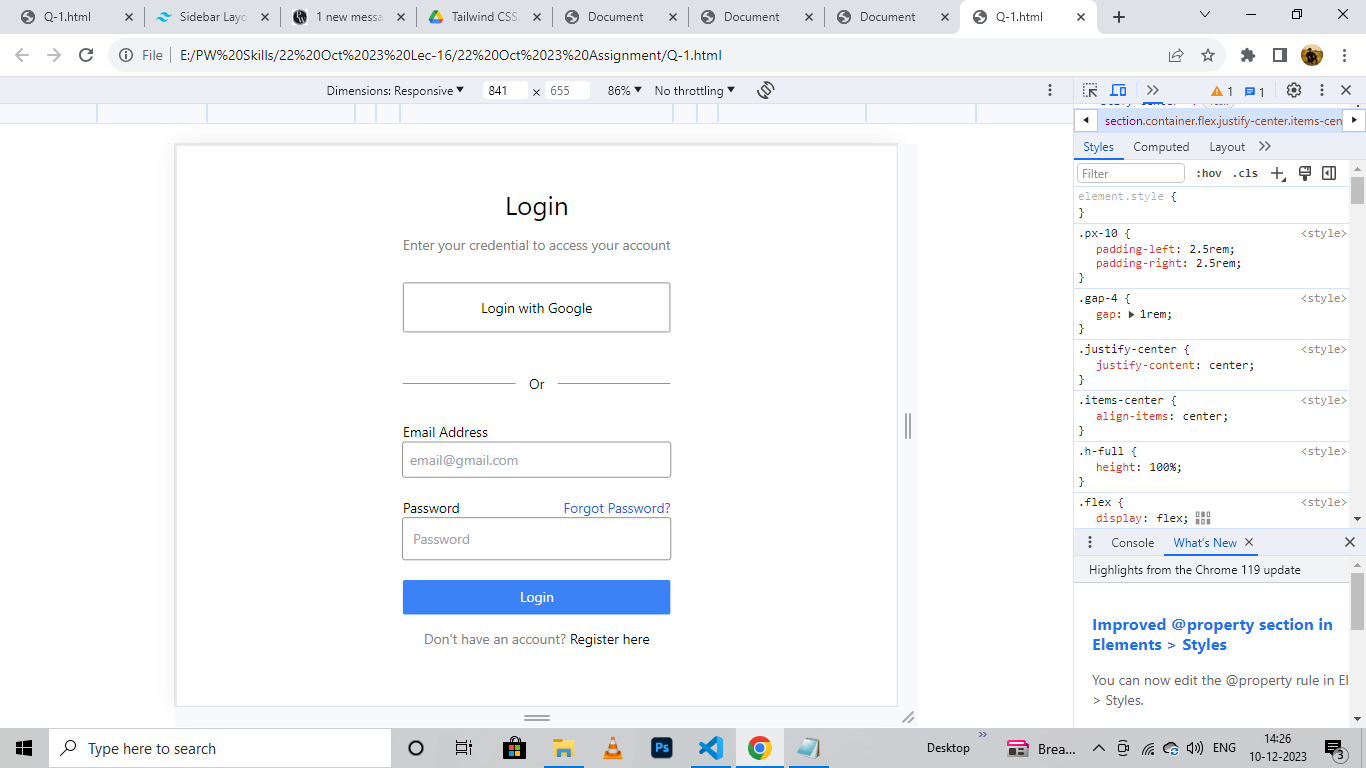 Q-1.html
Sidebar Layo
1 new messa
Tailwind CSS
Document
Document
Document
Q-1.html
File E:/PW%20Skills/22%20Oct%2023%20Lec-16/22%20Oct%2023%20Assignment/Q-1.html
Dimensions: Responsive 841 × 655 86% No throttling
1 1
section.container.flex.justify-center.items-cen
Styles Computed Layout
Filter :hov .cls
element.style {
}
.px-10 { <style>
padding-left: 2.5rem;
padding-right: 2.5rem;
}
.gap-4 { <style>
gap: 1rem;
}
.justify-center { <style>
justify-content: center;
}
.items-center { <style>
align-items: center;
}
.h-full { <style>
height: 100%;
}
.flex { <style>
display: flex;
Console What's New
Highlights from the Chrome 119 update
Improved @property section in
Elements > Styles
You can now edit the @property rule in El
> Styles.
Login
Enter your credential to access your account
Login with Google
Or
Email Address
email@gmail.com
Password Forgot Password?
Password
Login
Don't have an account? Register here
Type here to search
Ps
Desktop
Brea...
ENG
14:26
10-12-2023
3